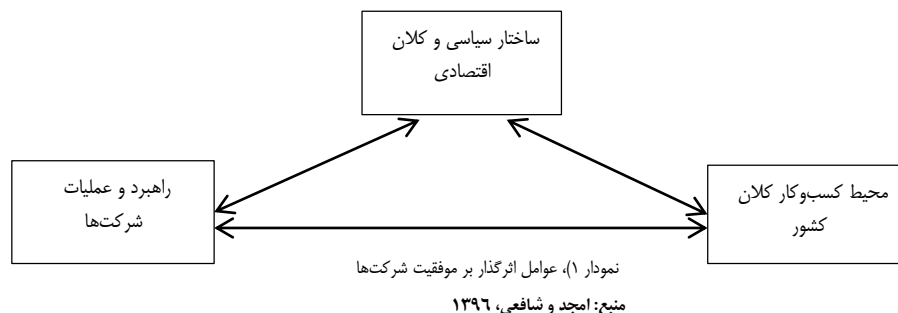 ساختار سیاسی و کلان
اقتصادی
محیط کسب‌وکار کلان
کشور
راهبرد و عملیات
شرکت‌ها
نمودار ۱)، عوامل اثرگذار بر موفقیت شرکت‌ها
منبع: امجد و شافعی، ۱۳۹۶